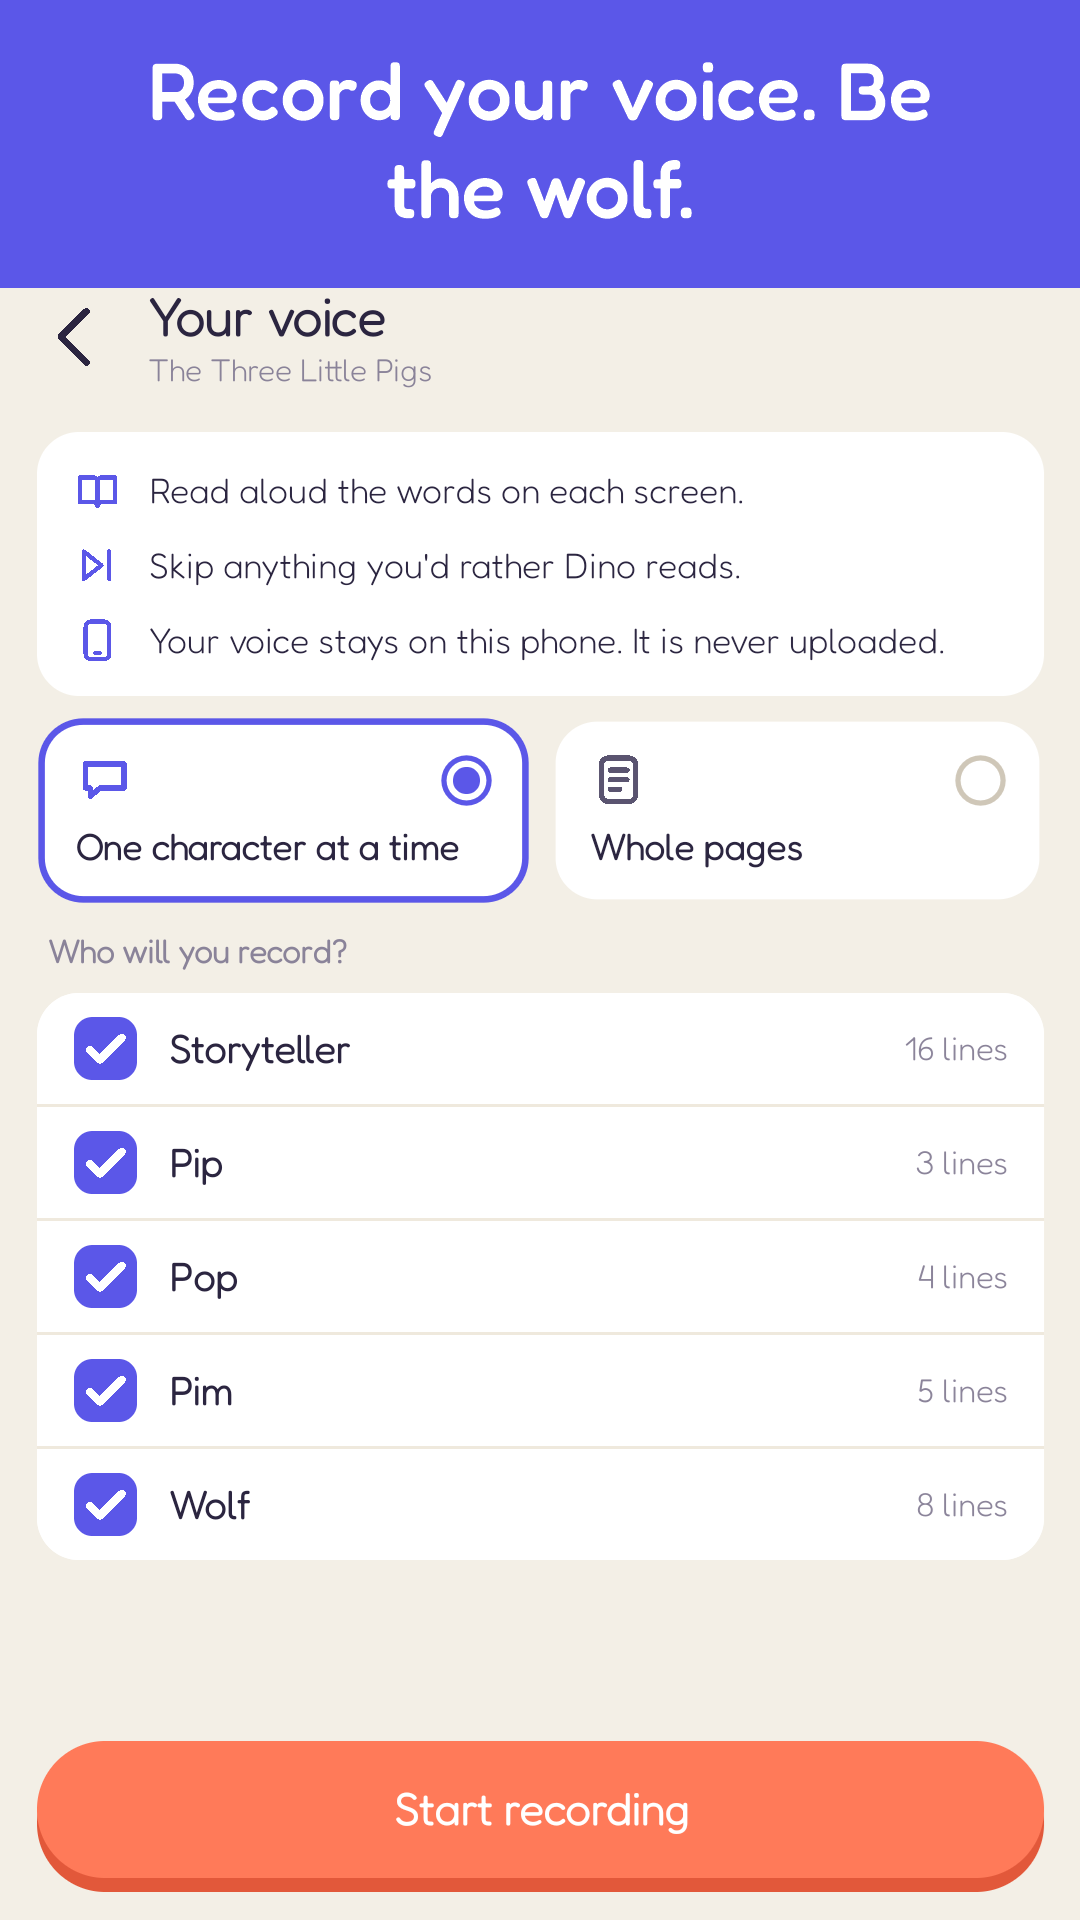 Record your voice. Be
the wolf.
Your voice
The Three Little Pigs
Read aloud the words on each screen.
Skip anything you'd rather Dino reads.
Your voice stays on this phone. It is never uploaded.
One character at a time
Whole pages
Who will you record?
Storyteller 16 lines
Pip 3 lines
Pop 4 lines
Pim 5 lines
Wolf 8 lines
Start recording